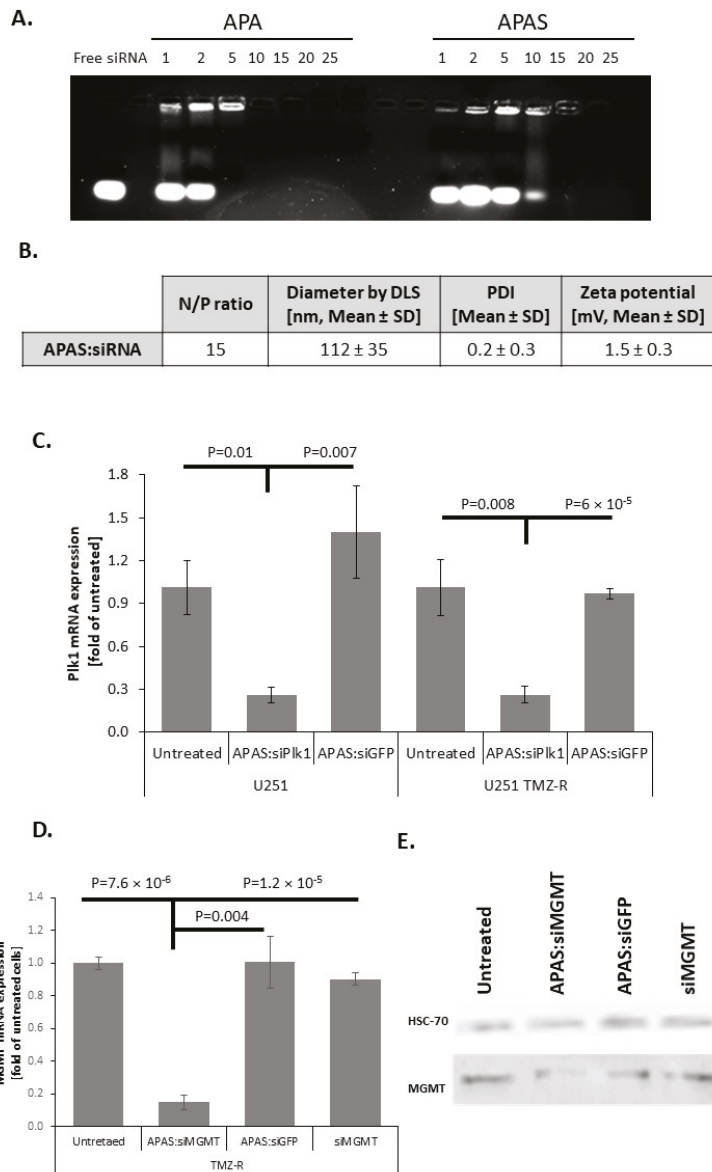 A.
APA APAS
Free siRNA 1 2 5 10 15 20 25 1 2 5 10 15 20 25
B.
N/P ratio Diameter by DLS [nm, Mean ± SD] PDI [Mean ± SD] Zeta potential [mV, Mean ± SD]
APAS:siRNA 15 112 ± 35 0.2 ± 0.3 1.5 ± 0.3
C.
P=0.01 P=0.007
P=0.008 P=6 × 10⁻⁵
Plk1 mRNA expression
[fold of untreated]
1.8
1.5
1.2
0.9
0.3
0.0
Untreated APAS:siPlk1 APAS:siGFP Untreated APAS:siPlk1 APAS:siGFP
U251 U251 TMZ-R
D.
P=7.6 × 10⁻⁶ P=1.2 × 10⁻⁵
P=0.004
expression
[fold of untreated cells]
1.4
1.2
1.0
0.8
0.6
0.4
0.2
0.0
Untretaed APAS:siMGMT APAS:siGFP siMGMT
TMZ-R
E.
Untreated
APAS:siMGMT
APAS:siGFP
siMGMT
HSC-70
MGMT